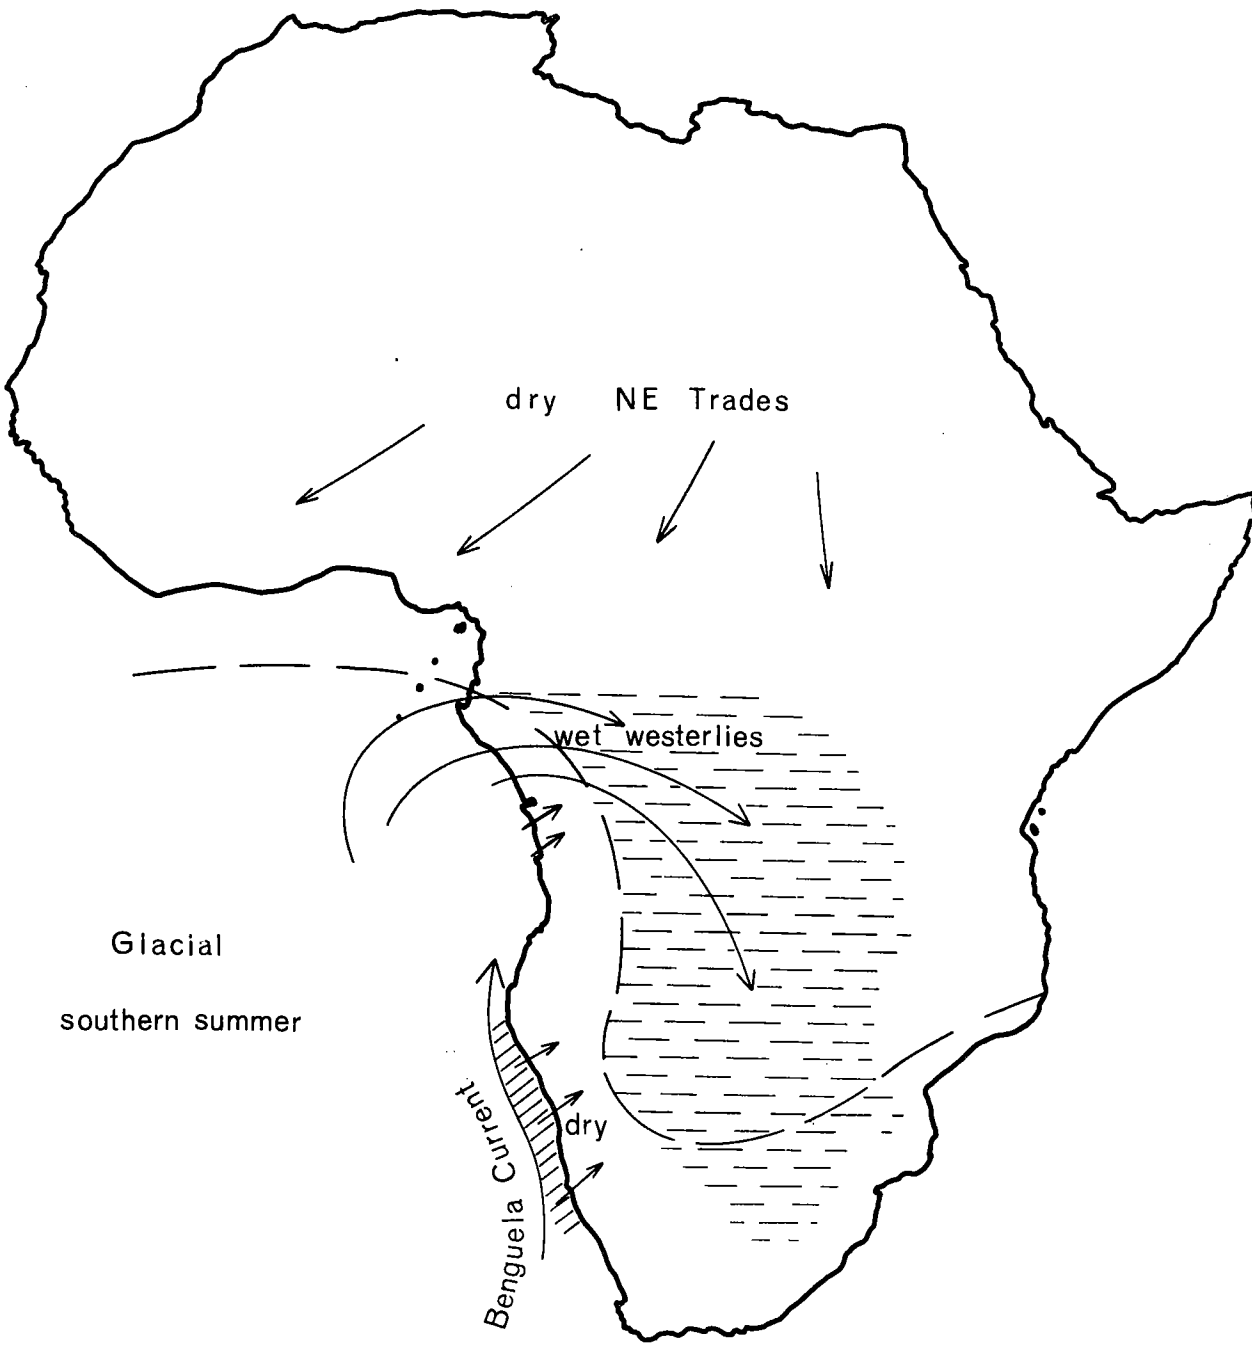 dry NE Trades
wet westerlies
Glacial
southern summer
dry
Benguela Current